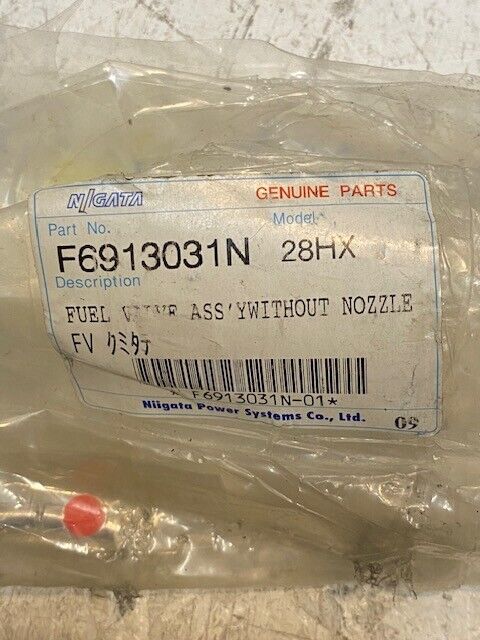 NIIGATA
GENUINE PARTS
Part No.
Model
F6913031N
28HX
Description
FUEL VALVE ASS'YWITHOUT NOZZLE
FV クミタテ
* F6913031N-01*
Niigata Power Systems Co., Ltd.
09